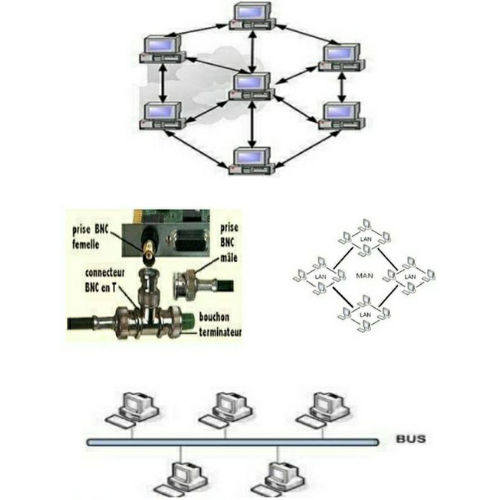 prise BNC
femelle
prise
BNC
mâle
connecteur
BNC en T
bouchon
terminateur
LAN
LAN
MAN
LAN
LAN
BUS